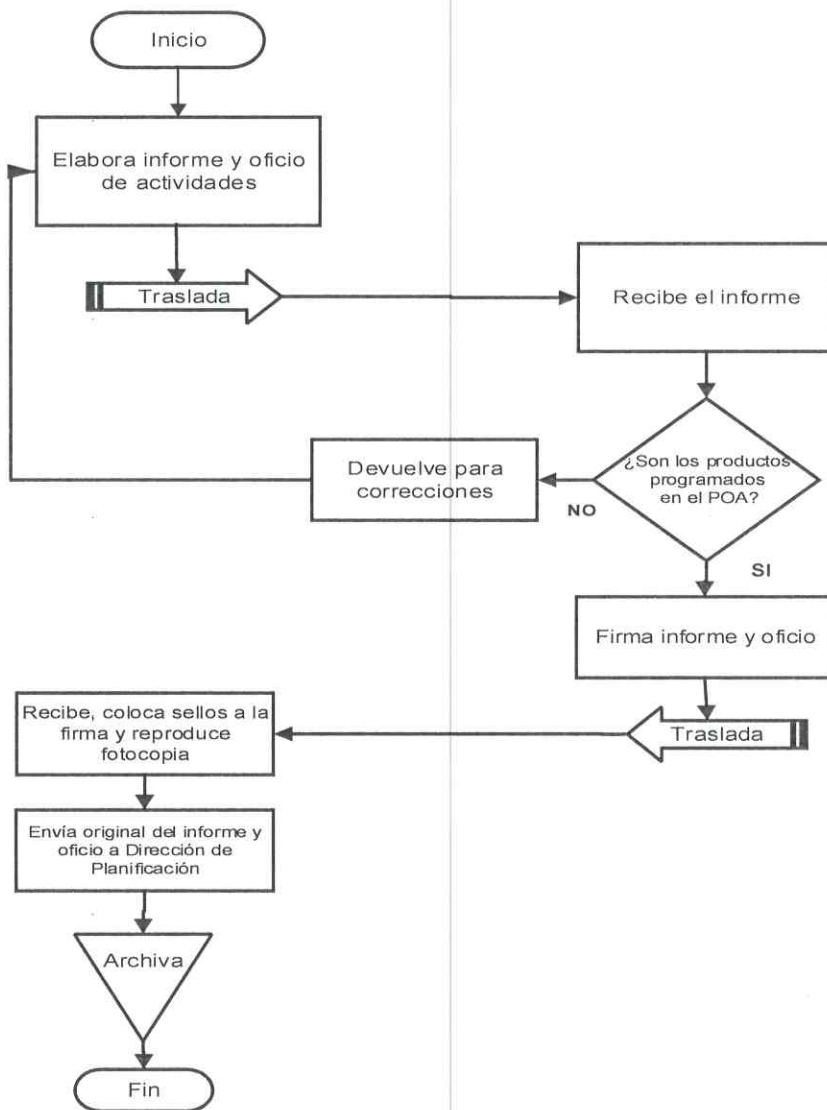 Inicio
Elabora informe y oficio
de actividades
Traslada
Recibe el informe
¿Son los productos
programados
en el POA?
NO
Devuelve para
correcciones
SI
Firma informe y oficio
Traslada
Recibe, coloca sellos a la
firma y reproduce
fotocopia
Envía original del informe y
oficio a Dirección de
Planificación
Archiva
Fin